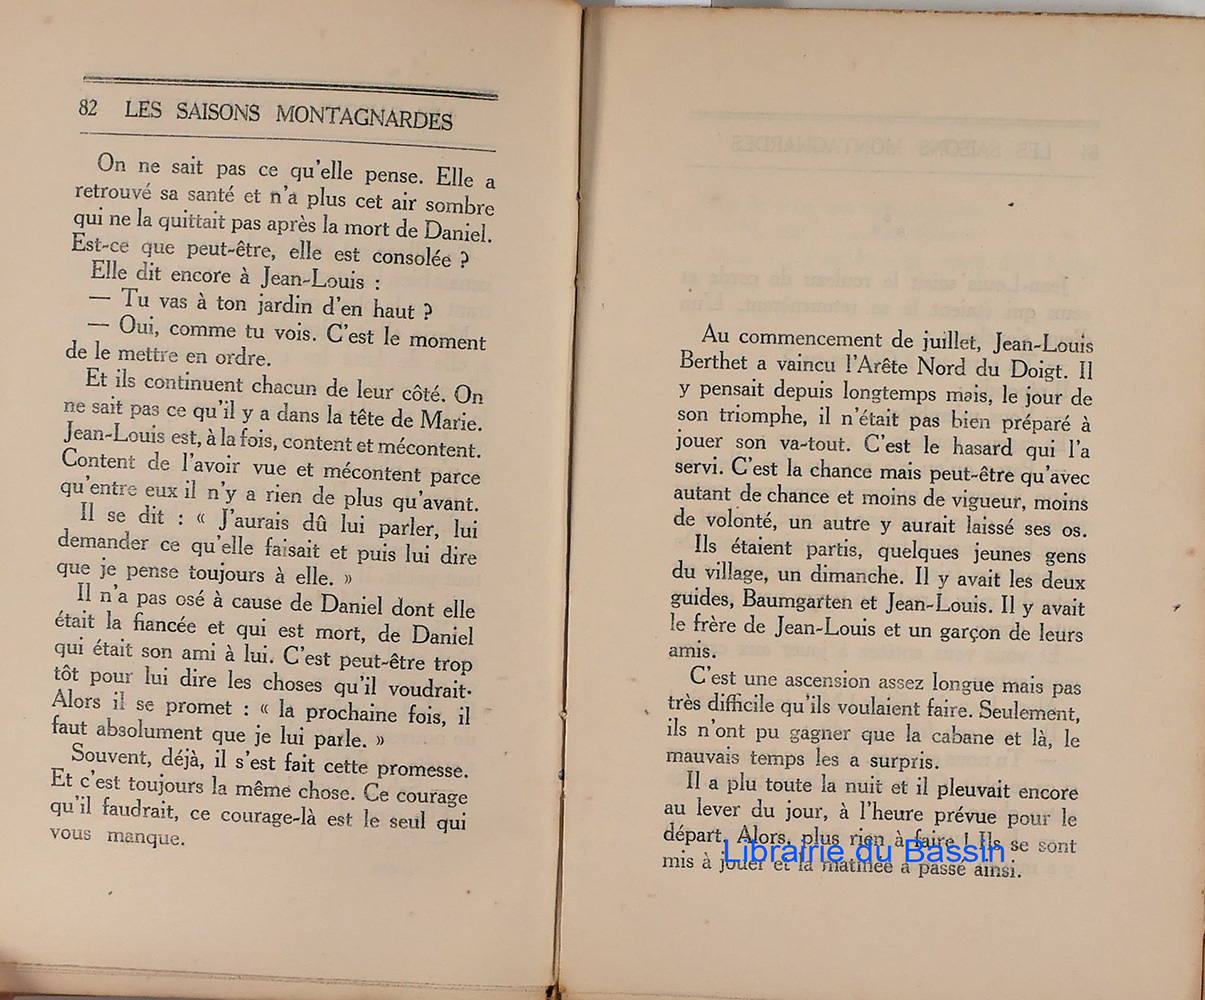 82 LES SAISONS MONTAGNARDES
On ne sait pas ce qu'elle pense. Elle a
retrouvé sa santé et n'a plus cet air sombre
qui ne la quittait pas après la mort de Daniel.
Est-ce que peut-être, elle est consolée ?
Elle dit encore à Jean-Louis :
— Tu vas à ton jardin d'en haut ?
— Oui, comme tu vois. C'est le moment
de le mettre en ordre.
Et ils continuent chacun de leur côté. On
ne sait pas ce qu'il y a dans la tête de Marie.
Jean-Louis est, à la fois, content et mécontent.
Content de l'avoir vue et mécontent parce
qu'entre eux il n'y a rien de plus qu'avant.
Il se dit : « J'aurais dû lui parler, lui
demander ce qu'elle faisait et puis lui dire
que je pense toujours à elle. »
Il n'a pas osé à cause de Daniel dont elle
était la fiancée et qui est mort, de Daniel
qui était son ami à lui. C'est peut-être trop
tôt pour lui dire les choses qu'il voudrait.
Alors il se promet : « la prochaine fois, il
faut absolument que je lui parle. »
Souvent, déjà, il s'est fait cette promesse.
Et c'est toujours la même chose. Ce courage
qu'il faudrait, ce courage-là est le seul qui
vous manque.
Au commencement de juillet, Jean-Louis
Berthet a vaincu l'Arête Nord du Doigt. Il
y pensait depuis longtemps mais, le jour de
son triomphe, il n'était pas bien préparé à
jouer son va-tout. C'est le hasard qui l'a
servi. C'est la chance mais peut-être qu'avec
autant de chance et moins de vigueur, moins
de volonté, un autre y aurait laissé ses os.
Ils étaient partis, quelques jeunes gens
du village, un dimanche. Il y avait les deux
guides, Baumgarten et Jean-Louis. Il y avait
le frère de Jean-Louis et un garçon de leurs
amis.
C'est une ascension assez longue mais pas
très difficile qu'ils voulaient faire. Seulement,
ils n'ont pu gagner que la cabane et là, le
mauvais temps les a surpris.
Il a plu toute la nuit et il pleuvait encore
au lever du jour, à l'heure prévue pour le
départ. Alors, plus rien à faire ! Ils se sont
mis à jouer et la matinée a passé ainsi.
Librairie du Bassin